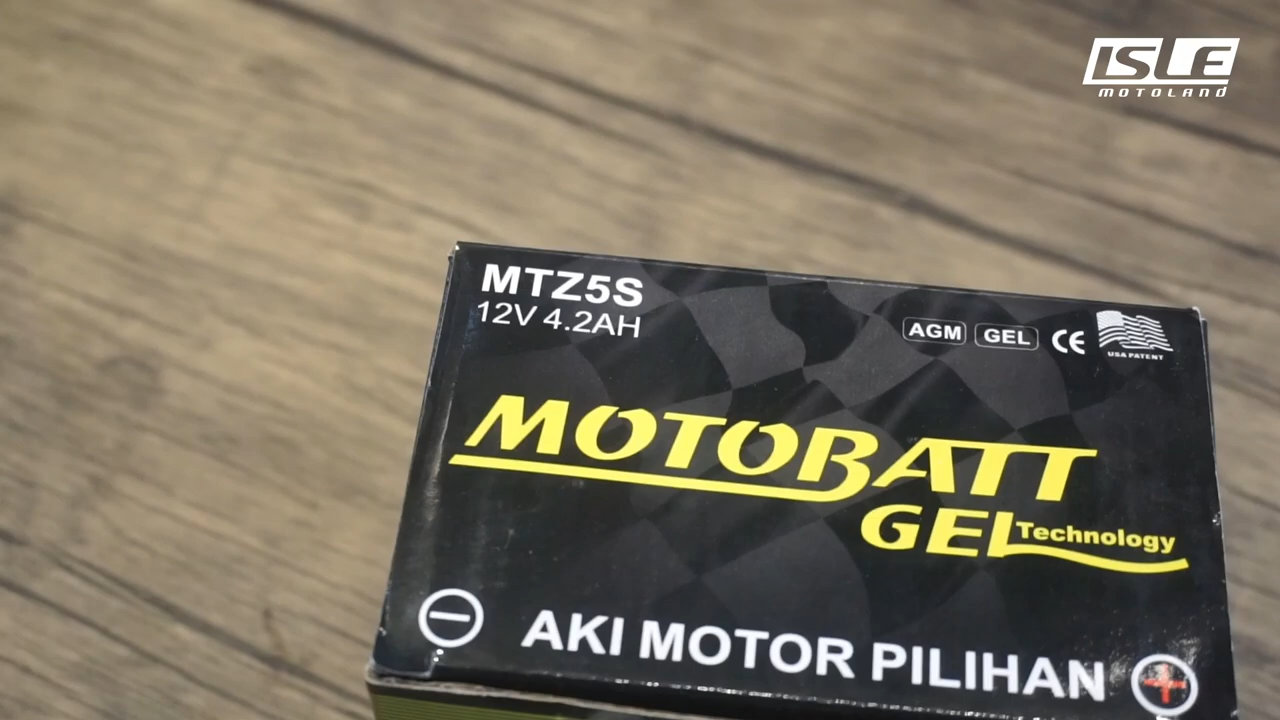 ISLE
MOTOLAND
MTZ5S
12V 4.2AH
AGM GEL CE
USA PATENT
MOTOBATT
GEL Technology
AKI MOTOR PILIHAN